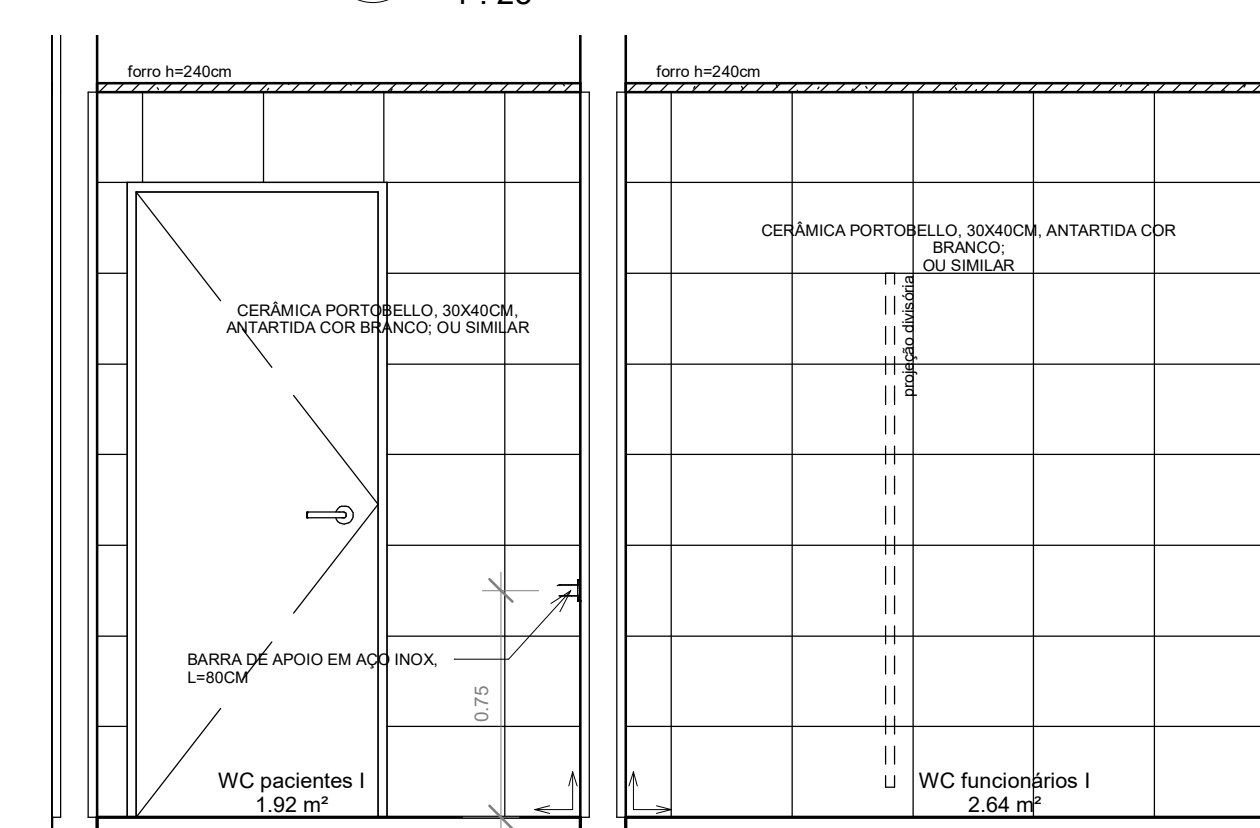 forro h=240cm
CERÂMICA PORTOBELLO, 30X40CM,
ANTARTIDA COR BRANCO; OU SIMILAR
BARRA DE APOIO EM AÇO INOX,
L=80CM
0.75
WC pacientes I
1.92 m²
forro h=240cm
CERÂMICA PORTOBELLO, 30X40CM, ANTARTIDA COR
BRANCO;
OU SIMILAR
projeção divisória
WC funcionários I
2.64 m²